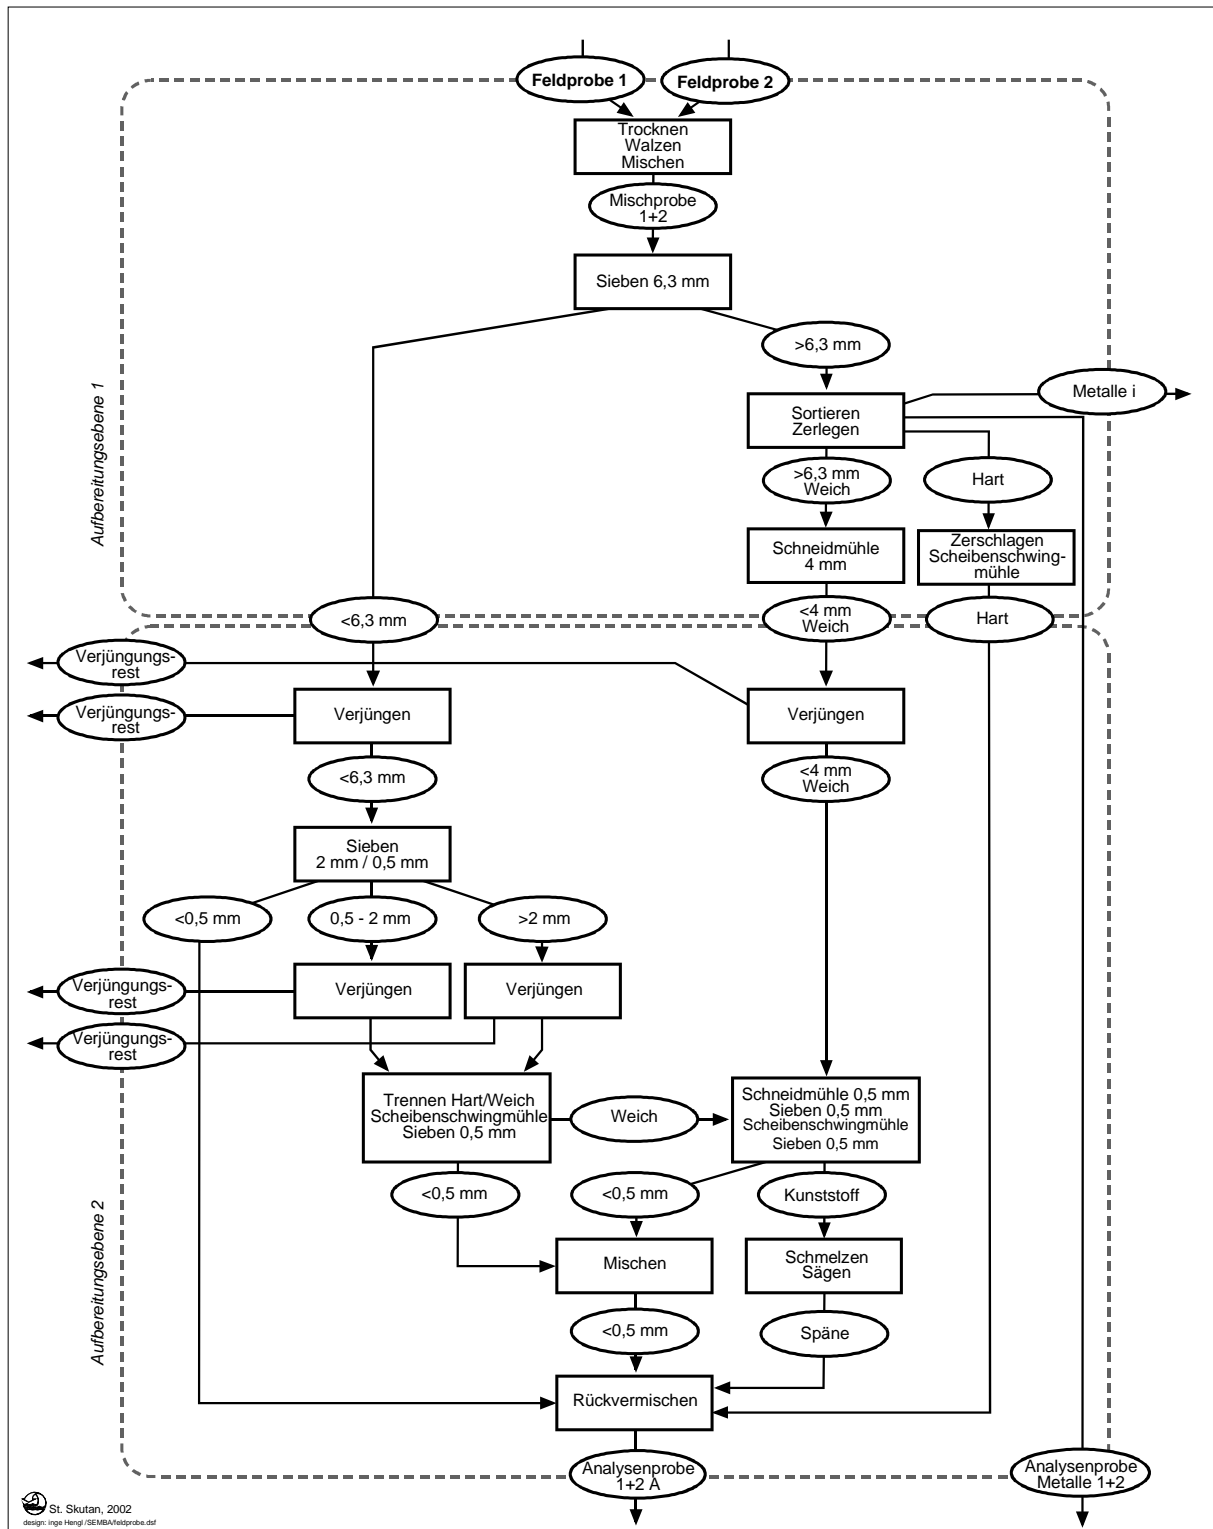 Feldprobe 1
Feldprobe 2
Trocknen
Walzen
Mischen
Mischprobe
1+2
Sieben 6,3 mm
>6,3 mm
Metalle i
Sortieren
Zerlegen
Aufbereitungsebene 1
>6,3 mm
Weich
Hart
Schneidmühle
4 mm
Zerschlagen
Scheibenschwing-
mühle
<6,3 mm
<4 mm
Weich
Hart
Verjüngungs-
rest
Verjüngungs-
rest
Verjüngen
Verjüngen
<6,3 mm
<4 mm
Weich
Sieben
2 mm / 0,5 mm
<0,5 mm
0,5 - 2 mm
>2 mm
Verjüngungs-
rest
Verjüngen
Verjüngen
Verjüngungs-
rest
Trennen Hart/Weich
Scheibenschwingmühle
Sieben 0,5 mm
Weich
Schneidmühle 0,5 mm
Sieben 0,5 mm
Scheibenschwingmühle
Sieben 0,5 mm
<0,5 mm
<0,5 mm
Kunststoff
Aufbereitungsebene 2
Mischen
Schmelzen
Sägen
<0,5 mm
Späne
Rückvermischen
Analysenprobe
1+2 A
Analysenprobe
Metalle 1+2
St. Skutan, 2002
design: inge Hengl /SEMBA/feldprobe.dsf